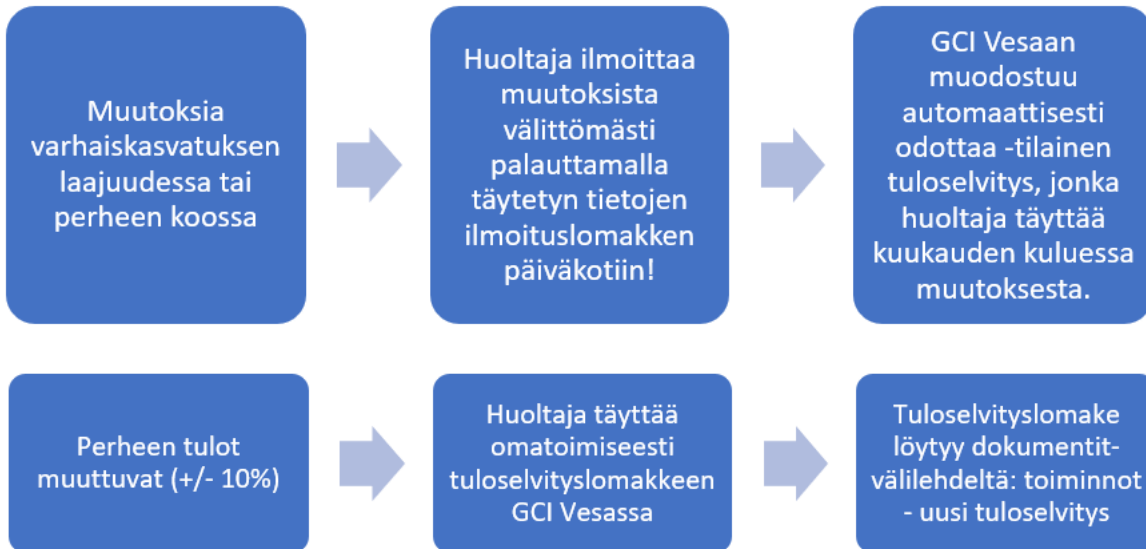 Muutoksia
varhaiskasvatuksen
laajuudessa tai
perheen koossa
Huoltaja ilmoittaa
muutoksista
välittömästi
palauttamalla
täytetyn tietojen
ilmoituslomakken
päiväkotiin!
GCI Vesaan
muodostuu
automaattisesti
odottaa -tilainen
tuloselvitys, jonka
huoltaja täyttää
kuukauden kuluessa
muutoksesta.
Perheen tulot
muuttuvat (+/- 10%)
Huoltaja täyttää
omatoimiseesti
tuloselvityslomakkeen
GCI Vesassa
Tuloselvityslomake
löytyy dokumentit-
välilehdeltä: toiminnot
- uusi tuloselvitys